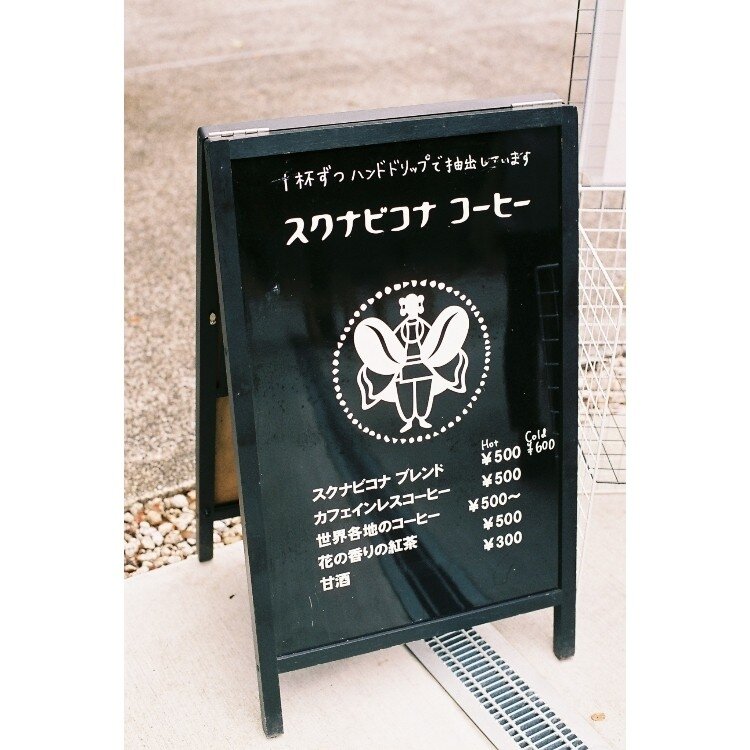 1杯ずつハンドドリップで抽出しています
スクナビコナ コーヒー
Hot Cold
スクナビコナ ブレンド ¥500 ¥600
カフェインレスコーヒー ¥500
世界各地のコーヒー ¥500～
花の香りの紅茶 ¥500
甘酒 ¥300